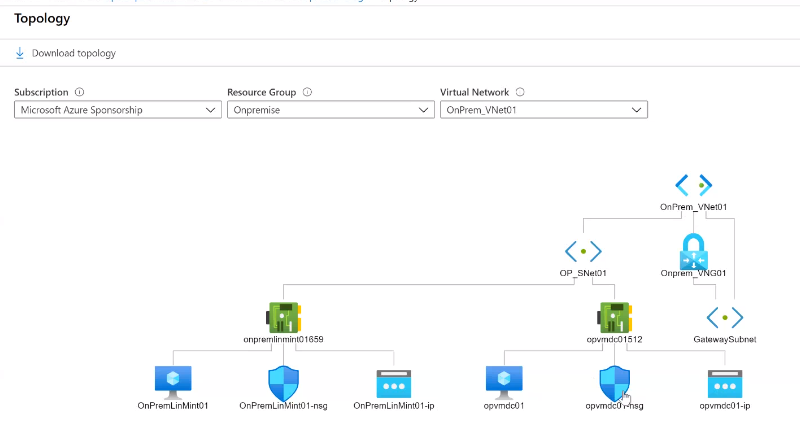 Topology
Download topology
Subscription Resource Group Virtual Network
Microsoft Azure Sponsorship Onpremise OnPrem_VNet01
OnPrem_VNet01
OP_SNet01 Onprem_VNG01
onpremlinmint01659 opvmdc01512 GatewaySubnet
OnPremLinMint01 OnPremLinMint01-nsg OnPremLinMint01-ip opvmdc01 opvmdc01-nsg opvmdc01-ip